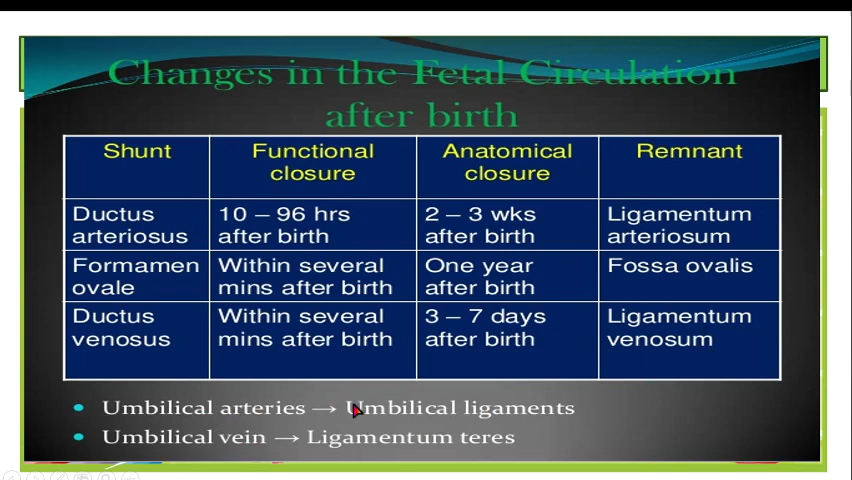 Changes in the Fetal Circulation
after birth
Shunt
Functional
closure
Anatomical
closure
Remnant
Ductus
arteriosus
10 – 96 hrs
after birth
2 – 3 wks
after birth
Ligamentum
arteriosum
Formamen
ovale
Within several
mins after birth
One year
after birth
Fossa ovalis
Ductus
venosus
Within several
mins after birth
3 – 7 days
after birth
Ligamentum
venosum
• Umbilical arteries → Umbilical ligaments
• Umbilical vein → Ligamentum teres